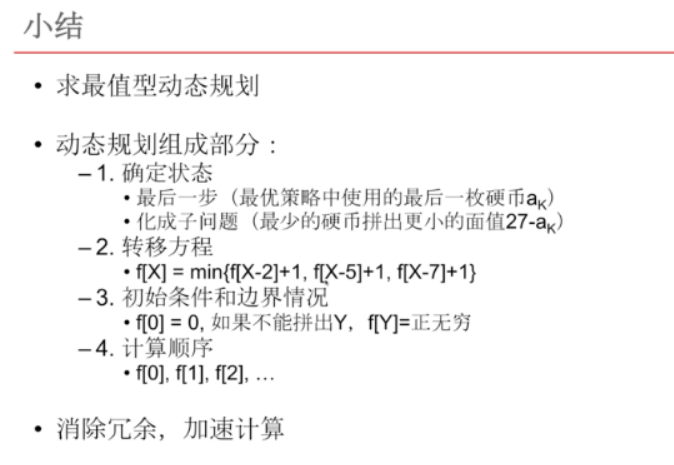 小结
• 求最值型动态规划
• 动态规划组成部分：
– 1. 确定状态
• 最后一步（最优策略中使用的最后一枚硬币aK）
• 化成子问题（最少的硬币拼出更小的面值27-aK）
– 2. 转移方程
• f[X] = min{f[X-2]+1, f[X-5]+1, f[X-7]+1}
– 3. 初始条件和边界情况
• f[0] = 0, 如果不能拼出Y，f[Y]=正无穷
– 4. 计算顺序
• f[0], f[1], f[2], …
• 消除冗余，加速计算